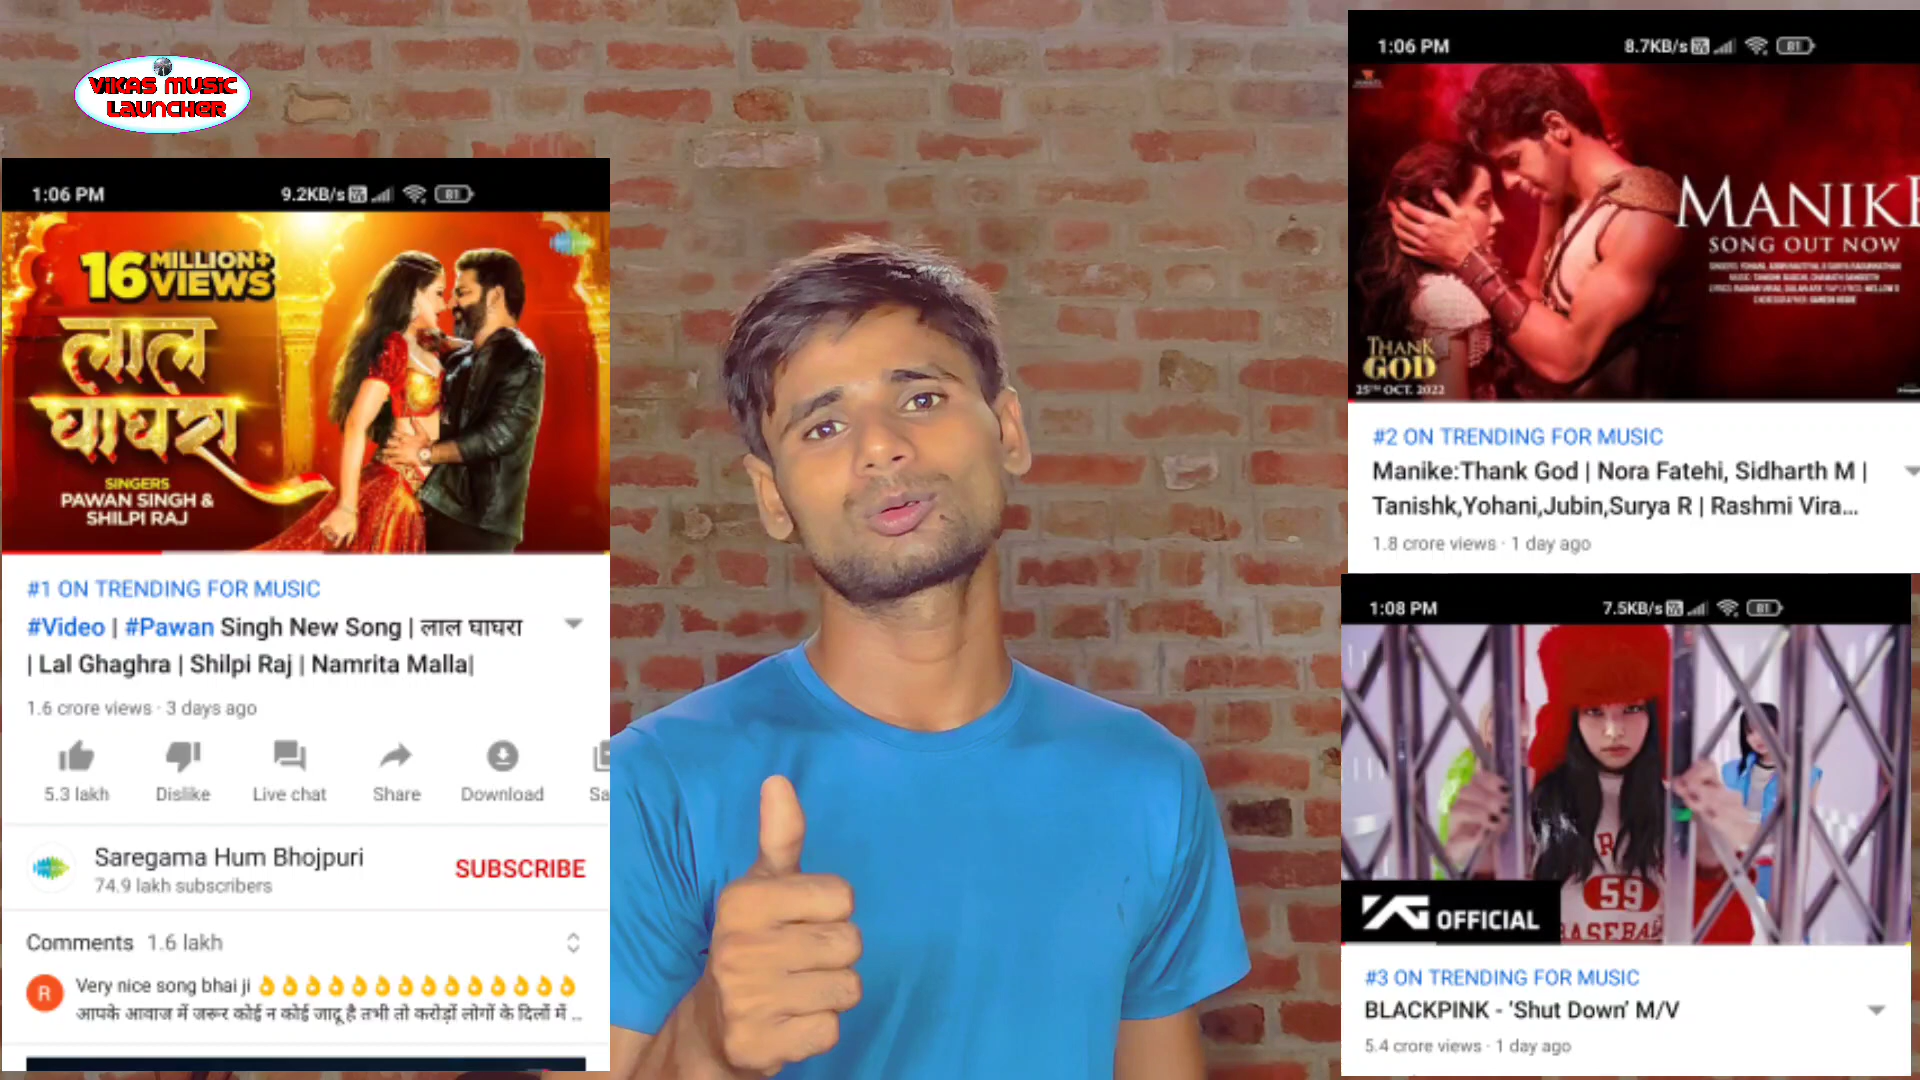 ViKAS MUSiC
LAUNCHER
1:06 PM
9.2KB/s
81
16 MILLION+
VIEWS
लाल
घाघरा
SINGERS
PAWAN SINGH &
SHILPI RAJ
#1 ON TRENDING FOR MUSIC
#Video | #Pawan Singh New Song | लाल घाघरा
| Lal Ghaghra | Shilpi Raj | Namrita Malla|
1.6 crore views · 3 days ago
5.3 lakh
Dislike
Live chat
Share
Download
Sa
Saregama Hum Bhojpuri
SUBSCRIBE
74.9 lakh subscribers
Comments 1.6 lakh
R
Very nice song bhai ji 👌👌👌👌👌👌👌👌👌👌👌👌👌👌
आपके आवाज में जरूर कोई न कोई जादू है तभी तो करोड़ों लोगों के दिलों में ...
1:06 PM
8.7KB/s
81
MANIKE
SONG OUT NOW
THANK
GOD
25TH OCT. 2022
#2 ON TRENDING FOR MUSIC
Manike:Thank God | Nora Fatehi, Sidharth M |
Tanishk,Yohani,Jubin,Surya R | Rashmi Vira...
1.8 crore views · 1 day ago
1:08 PM
7.5KB/s
81
R
59
BASEBAL
YG OFFICIAL
#3 ON TRENDING FOR MUSIC
BLACKPINK - 'Shut Down' M/V
5.4 crore views · 1 day ago